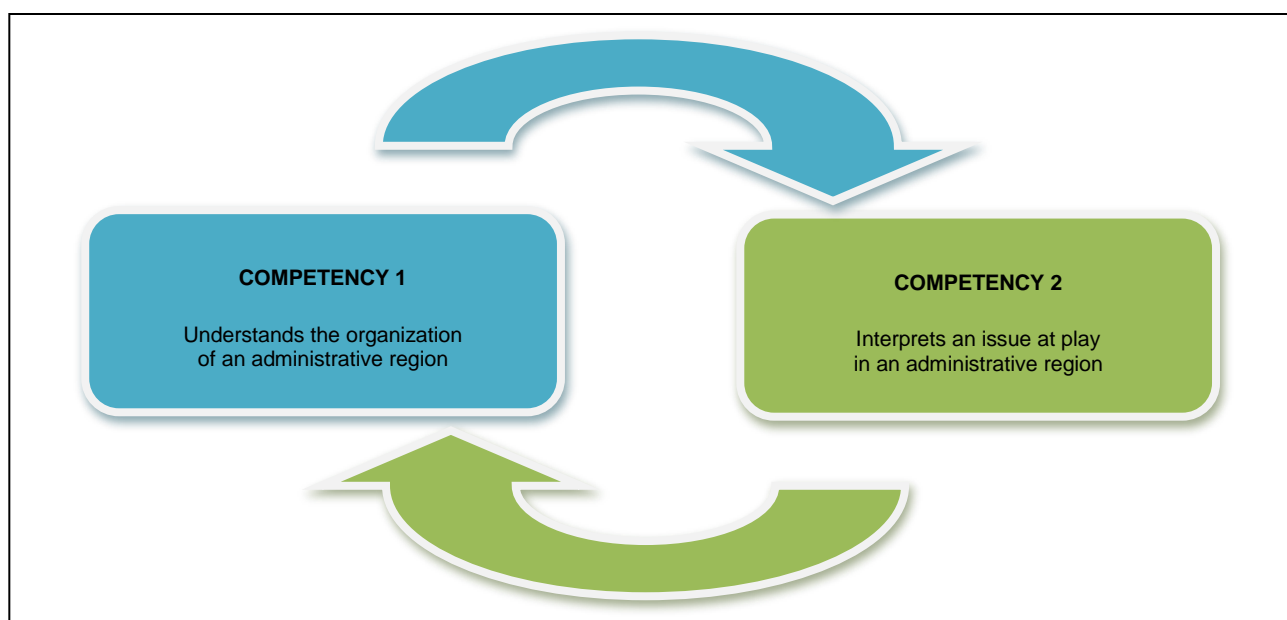 COMPETENCY 1
Understands the organization
of an administrative region
COMPETENCY 2
Interprets an issue at play
in an administrative region